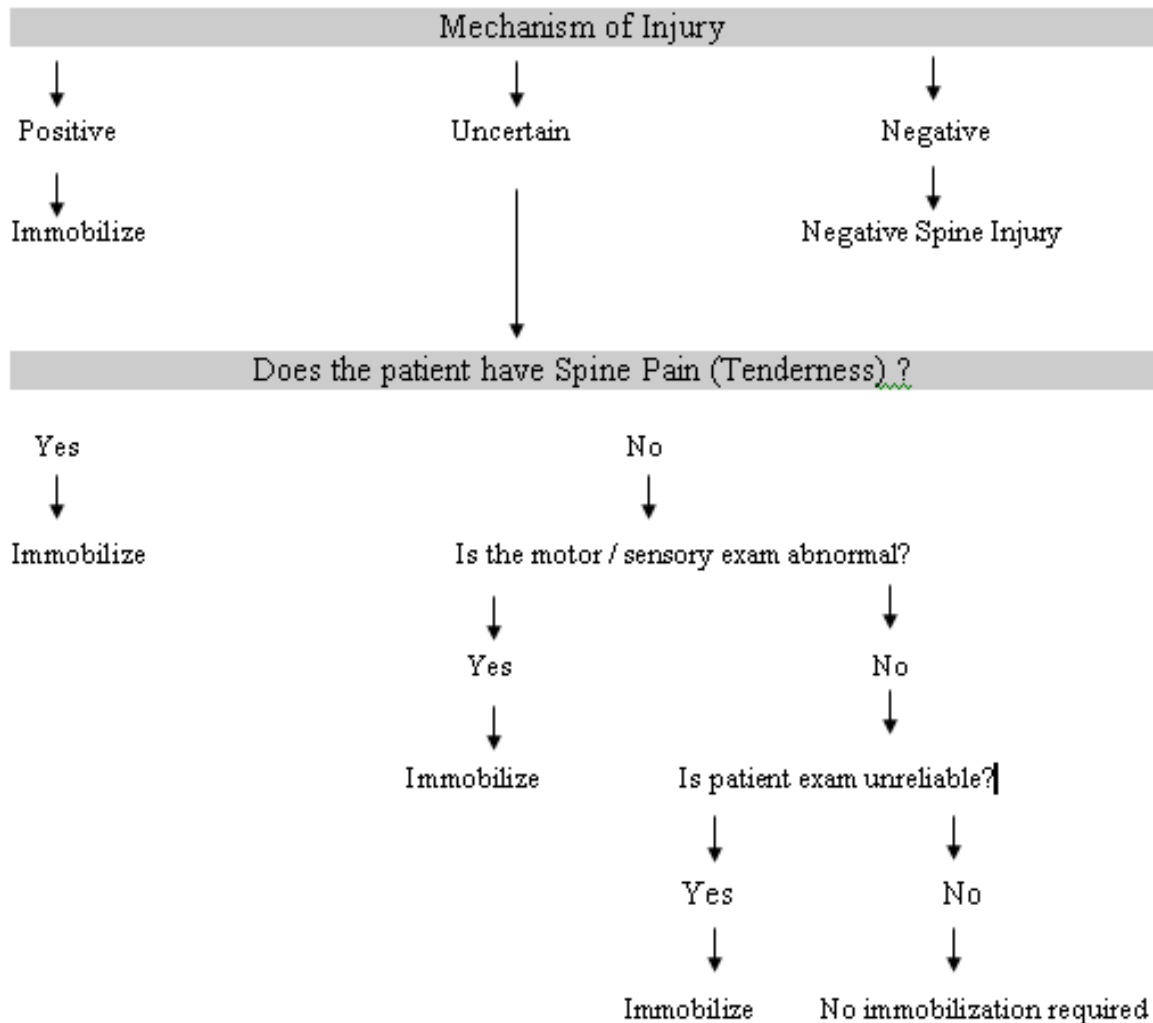 Mechanism of Injury
Positive Uncertain Negative
Immobilize Negative Spine Injury
Does the patient have Spine Pain (Tenderness) ?
Yes No
Immobilize Is the motor / sensory exam abnormal?
Yes No
Immobilize Is patient exam unreliable?
Yes No
Immobilize No immobilization required